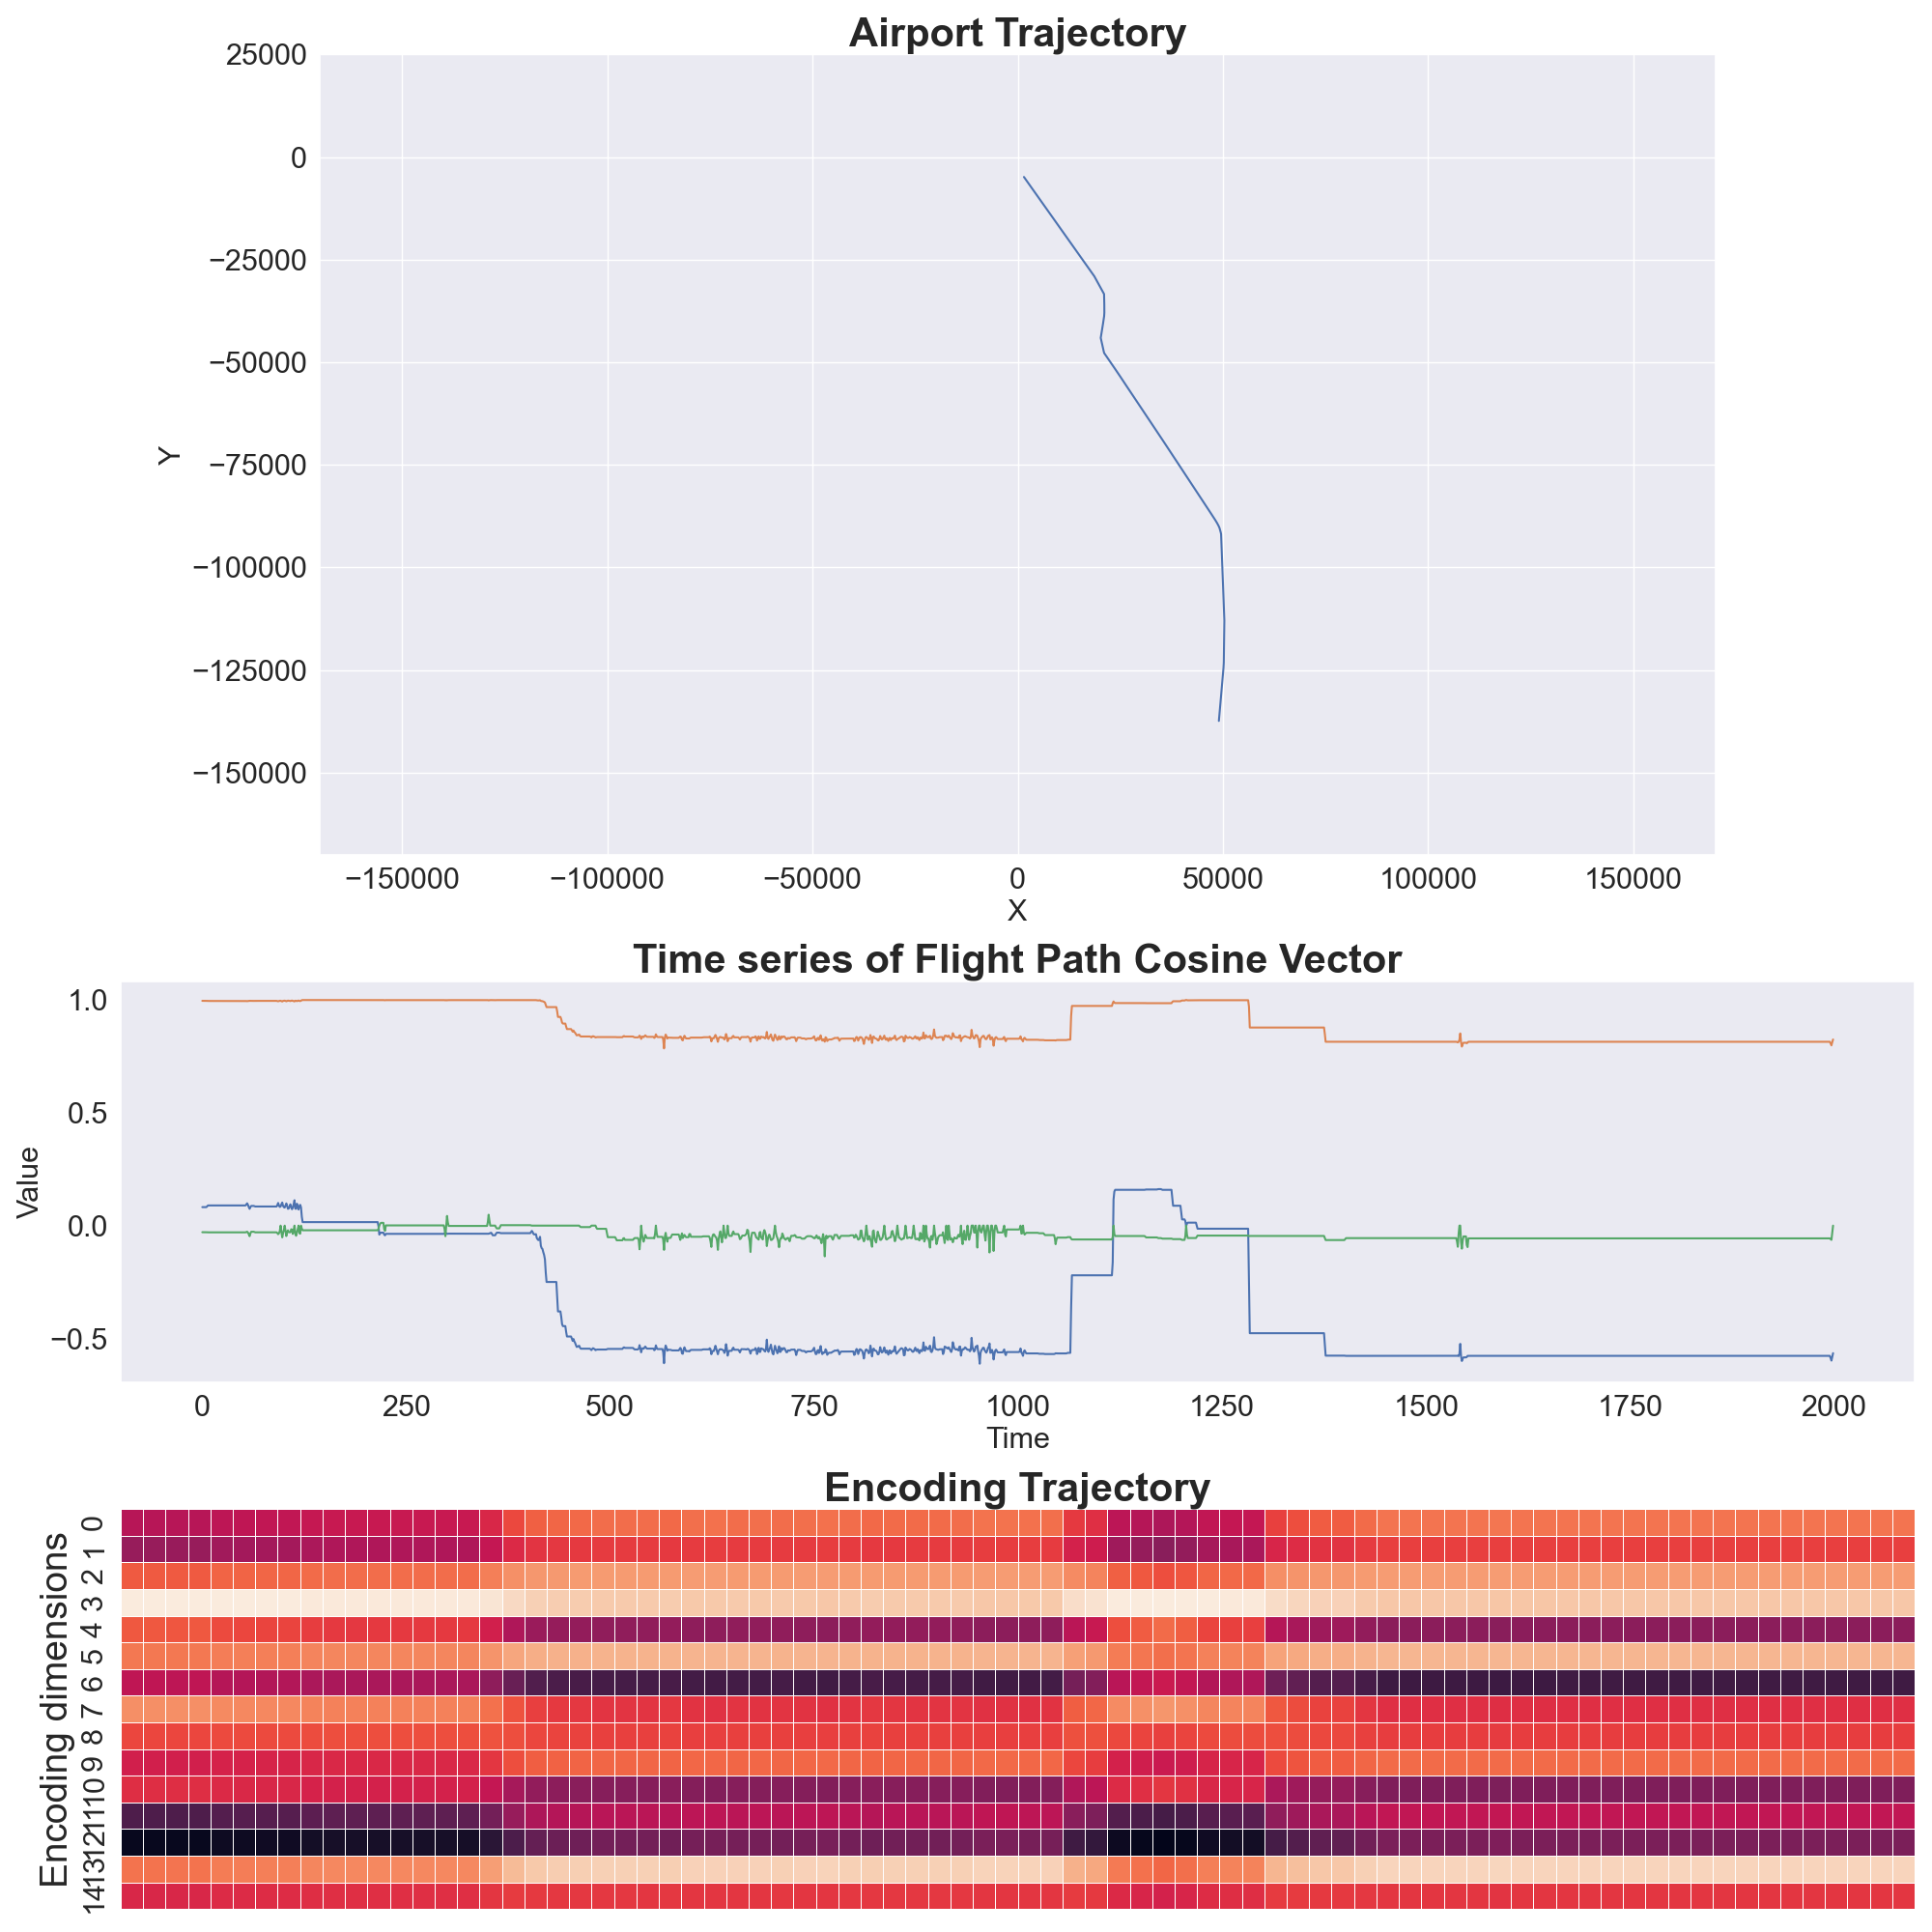 Airport Trajectory
25000
0
−25000
−50000
−75000
−100000
−125000
−150000
Y
−150000 −100000 −50000 0 50000 100000 150000
X
Time series of Flight Path Cosine Vector
1.0
0.5
0.0
−0.5
Value
0 250 500 750 1000 1250 1500 1750 2000
Time
Encoding Trajectory
0
1
2
3
4
5
6
7
8
9
10
11
12
13
14
Encoding dimensions